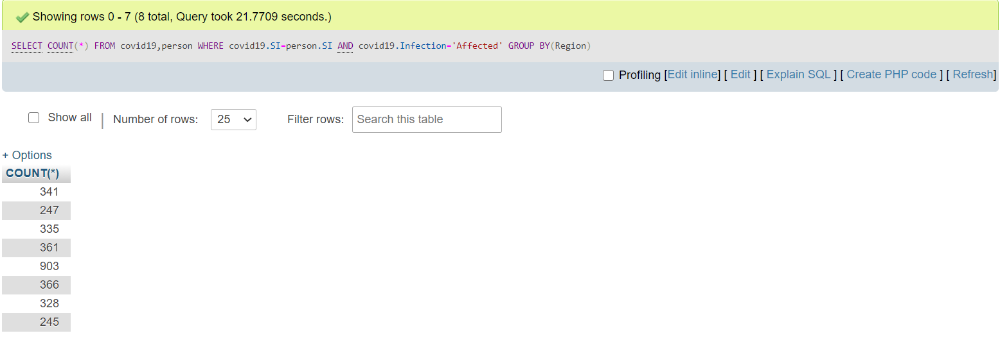 Showing rows 0 - 7 (8 total, Query took 21.7709 seconds.)
SELECT COUNT(*) FROM covid19,person WHERE covid19.SI=person.SI AND covid19.Infection='Affected' GROUP BY(Region)
Profiling [Edit inline] [ Edit ] [ Explain SQL ] [ Create PHP code ] [ Refresh]
Show all | Number of rows: 25 Filter rows: Search this table
+ Options
COUNT(*)
341
247
335
361
903
366
328
245